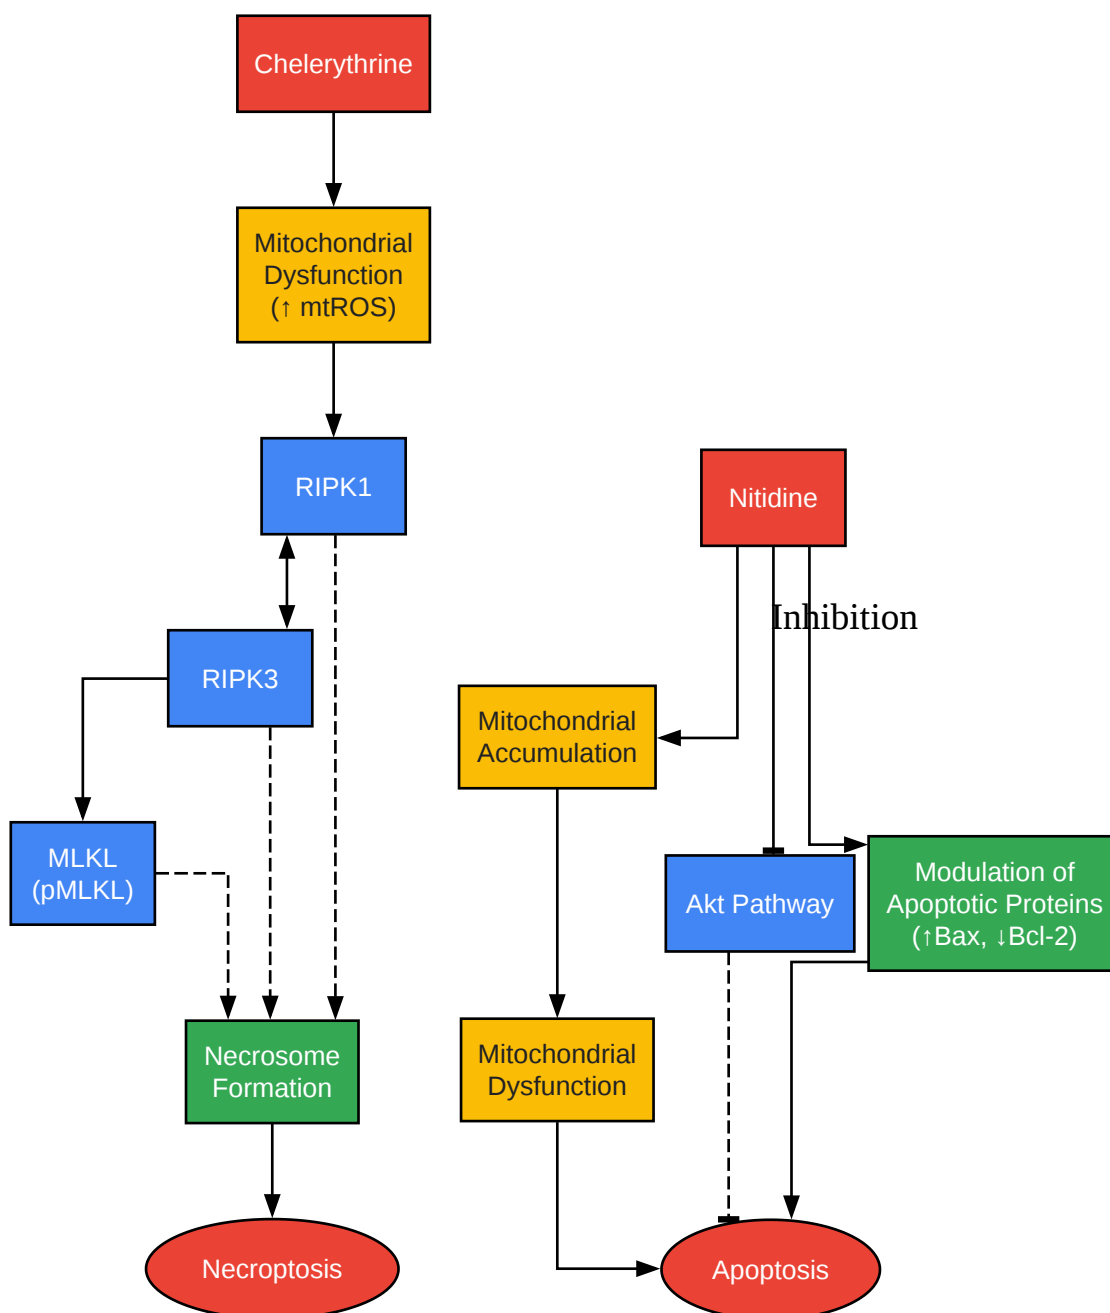 Chelerythrine
Mitochondrial
Dysfunction
(↑ mtROS)
RIPK1
Nitidine
Inhibition
RIPK3
Mitochondrial
Accumulation
MLKL
(pMLKL)
Akt Pathway
Modulation of
Apoptotic Proteins
(↑Bax, ↓Bcl-2)
Necrosome
Formation
Mitochondrial
Dysfunction
Necroptosis
Apoptosis